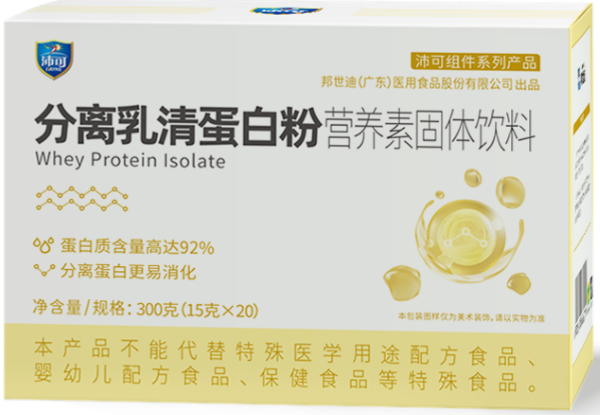 沛可
沛可组件系列产品
邦世迪(广东)医用食品股份有限公司出品
分离乳清蛋白粉营养素固体饮料
Whey Protein Isolate
蛋白质含量高达92%
分离蛋白更易消化
净含量/规格: 300克(15克×20)
本包装图样仅为美术装饰,请以实物为准
本产品不能代替特殊医学用途配方食品、
婴幼儿配方食品、保健食品等特殊食品。